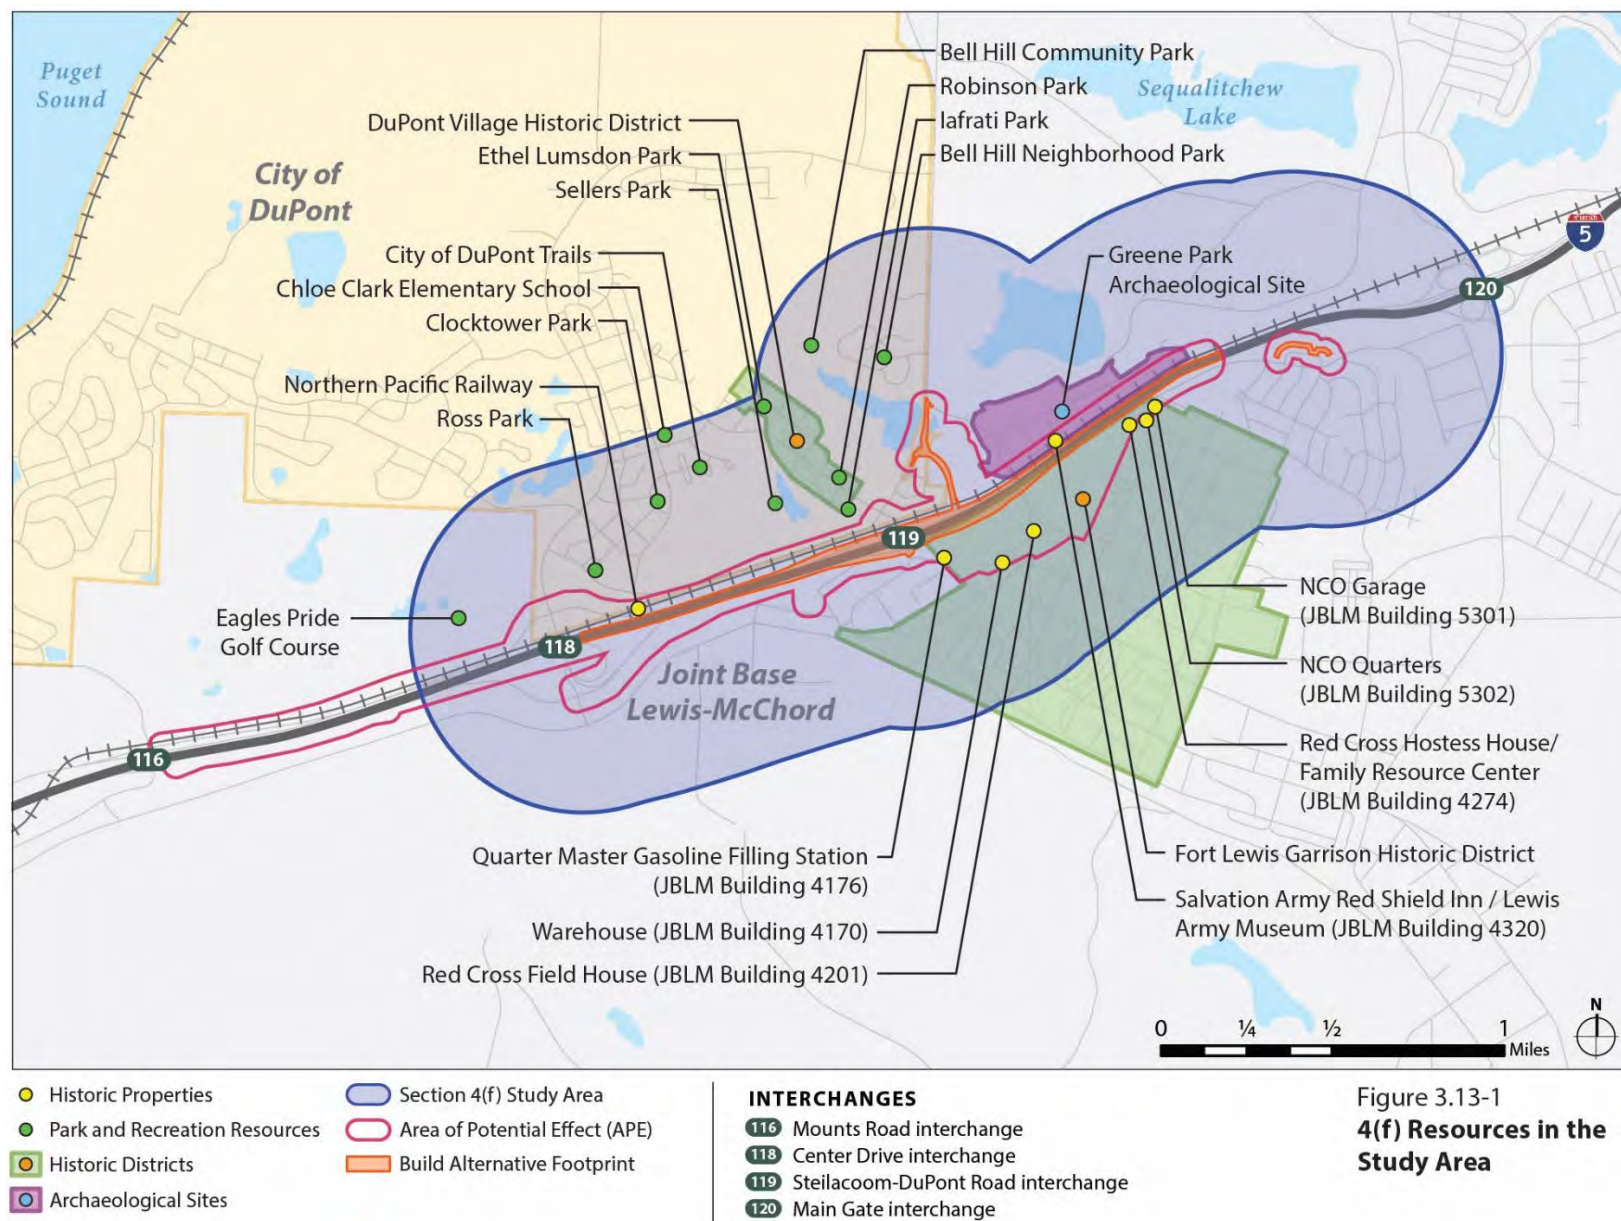 Puget
Sound
City of
DuPont
DuPont Village Historic District
Ethel Lumsdon Park
Sellers Park
City of DuPont Trails
Chloe Clark Elementary School
Clocktower Park
Northern Pacific Railway
Ross Park
Eagles Pride
Golf Course
Bell Hill Community Park
Robinson Park
Iafrati Park
Bell Hill Neighborhood Park
Sequalitchew
Lake
Greene Park
Archaeological Site
5
120
119
118
116
Joint Base
Lewis-McChord
NCO Garage
(JBLM Building 5301)
NCO Quarters
(JBLM Building 5302)
Red Cross Hostess House/
Family Resource Center
(JBLM Building 4274)
Fort Lewis Garrison Historic District
Salvation Army Red Shield Inn / Lewis
Army Museum (JBLM Building 4320)
Quarter Master Gasoline Filling Station
(JBLM Building 4176)
Warehouse (JBLM Building 4170)
Red Cross Field House (JBLM Building 4201)
0 ¼ ½ 1
Miles
N
Historic Properties
Park and Recreation Resources
Historic Districts
Archaeological Sites
Section 4(f) Study Area
Area of Potential Effect (APE)
Build Alternative Footprint
INTERCHANGES
116 Mounts Road interchange
118 Center Drive interchange
119 Steilacoom-DuPont Road interchange
120 Main Gate interchange
Figure 3.13-1
4(f) Resources in the
Study Area